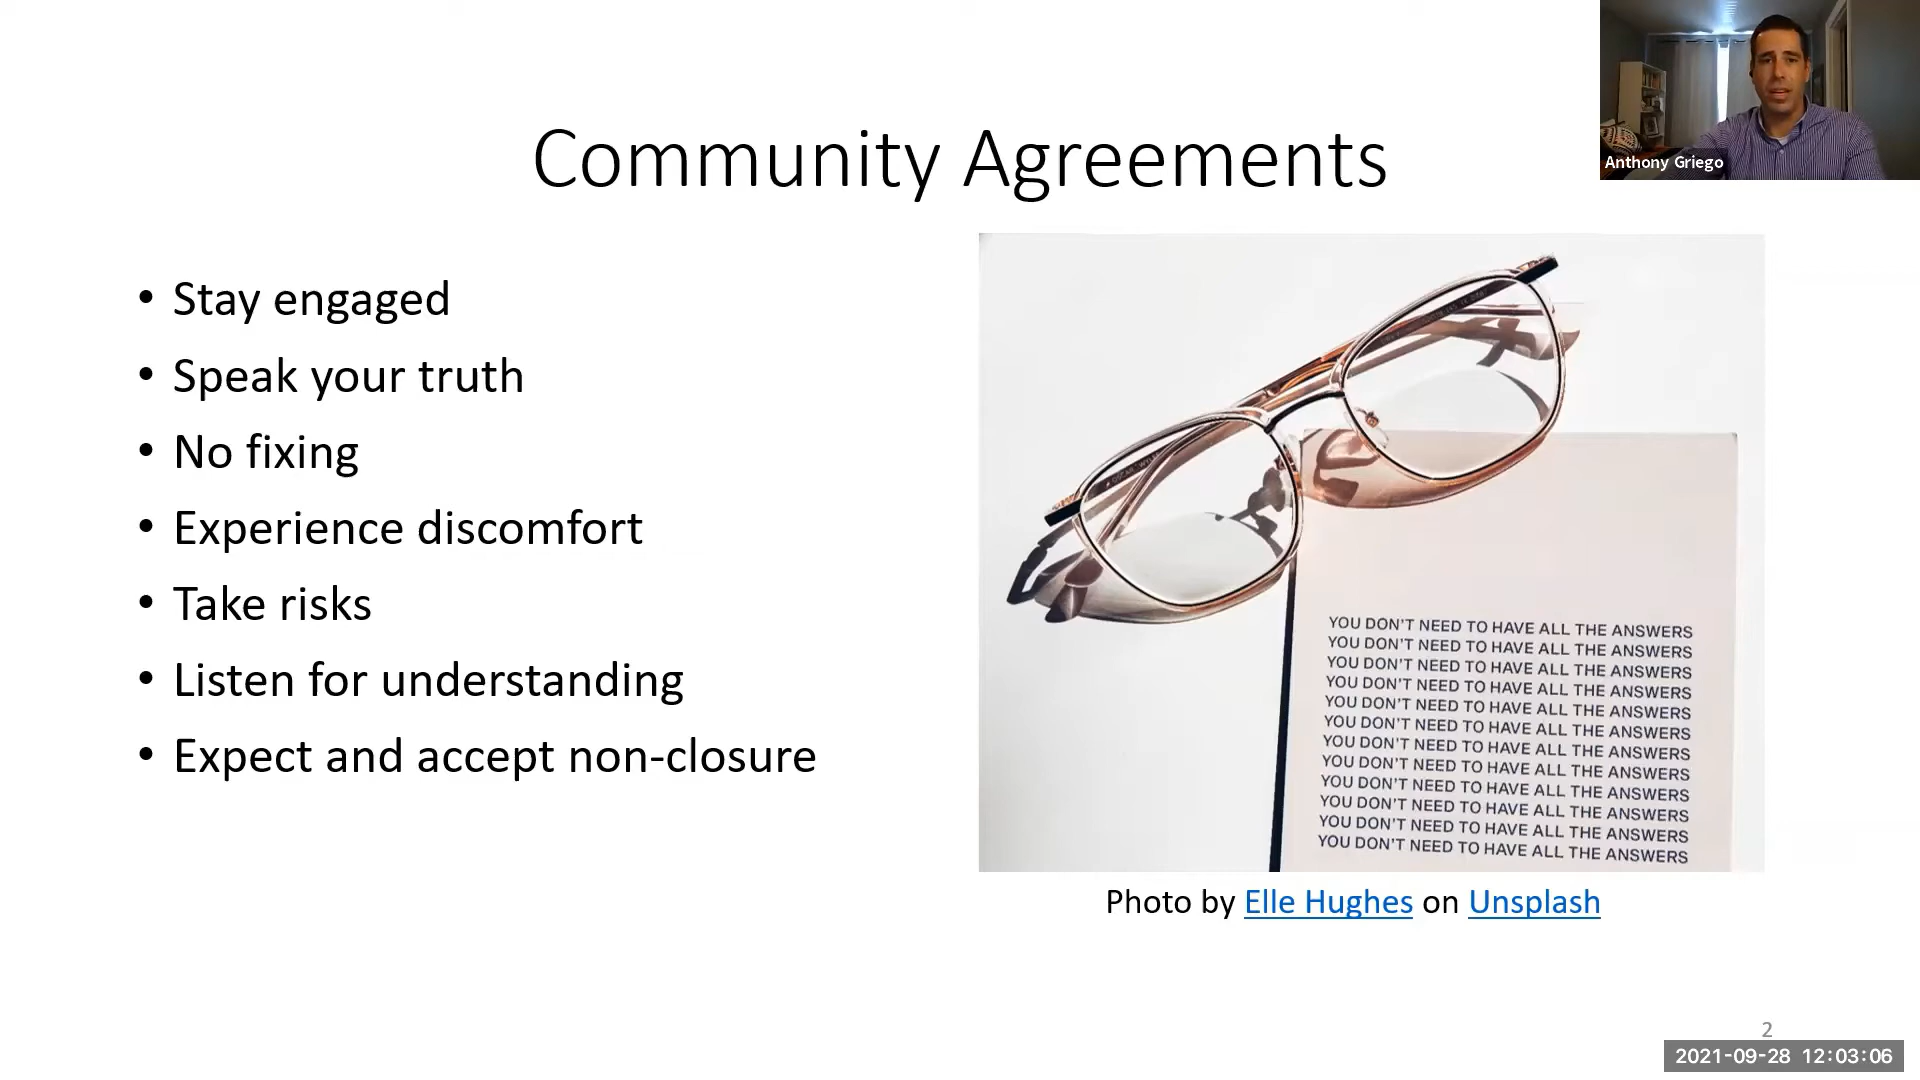 Anthony Griego
Community Agreements
• Stay engaged
• Speak your truth
• No fixing
• Experience discomfort
• Take risks
• Listen for understanding
• Expect and accept non-closure
YOU DON'T NEED TO HAVE ALL THE ANSWERS
YOU DON'T NEED TO HAVE ALL THE ANSWERS
YOU DON'T NEED TO HAVE ALL THE ANSWERS
YOU DON'T NEED TO HAVE ALL THE ANSWERS
YOU DON'T NEED TO HAVE ALL THE ANSWERS
YOU DON'T NEED TO HAVE ALL THE ANSWERS
YOU DON'T NEED TO HAVE ALL THE ANSWERS
YOU DON'T NEED TO HAVE ALL THE ANSWERS
YOU DON'T NEED TO HAVE ALL THE ANSWERS
YOU DON'T NEED TO HAVE ALL THE ANSWERS
YOU DON'T NEED TO HAVE ALL THE ANSWERS
YOU DON'T NEED TO HAVE ALL THE ANSWERS
Photo by Elle Hughes on Unsplash
2
2021-09-28 12:03:06